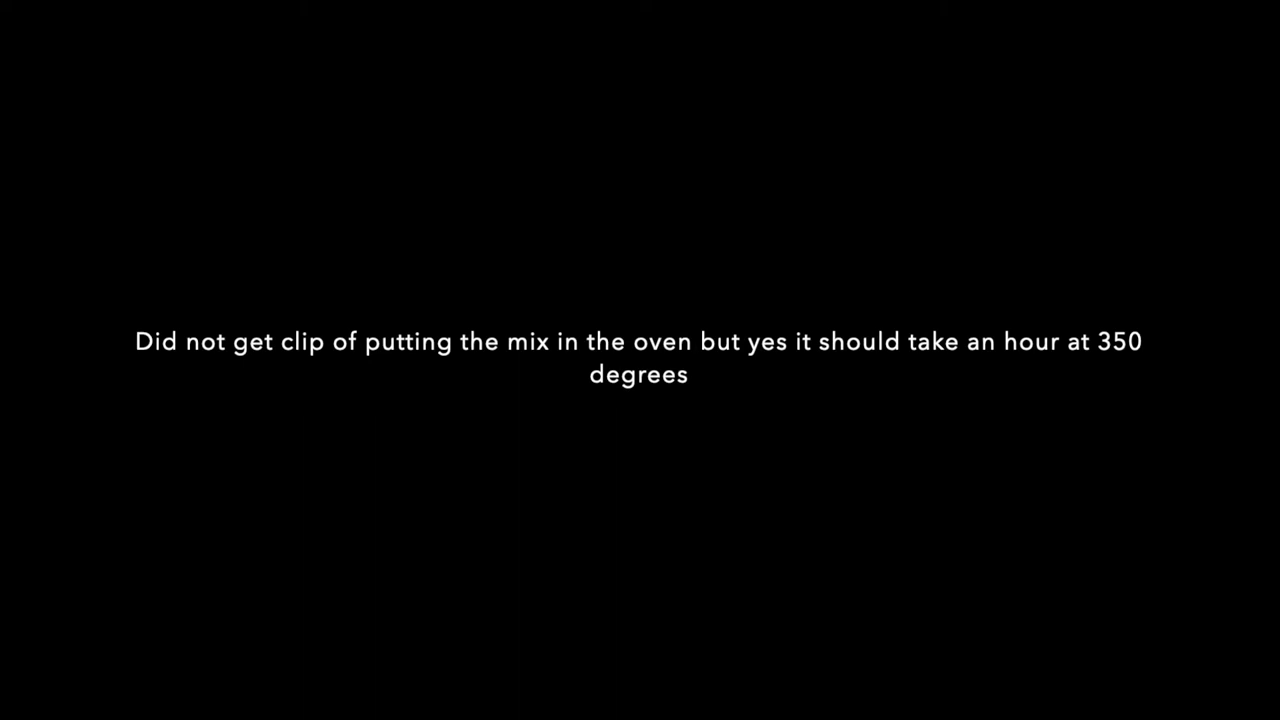 Did not get clip of putting the mix in the oven but yes it should take an hour at 350
degrees